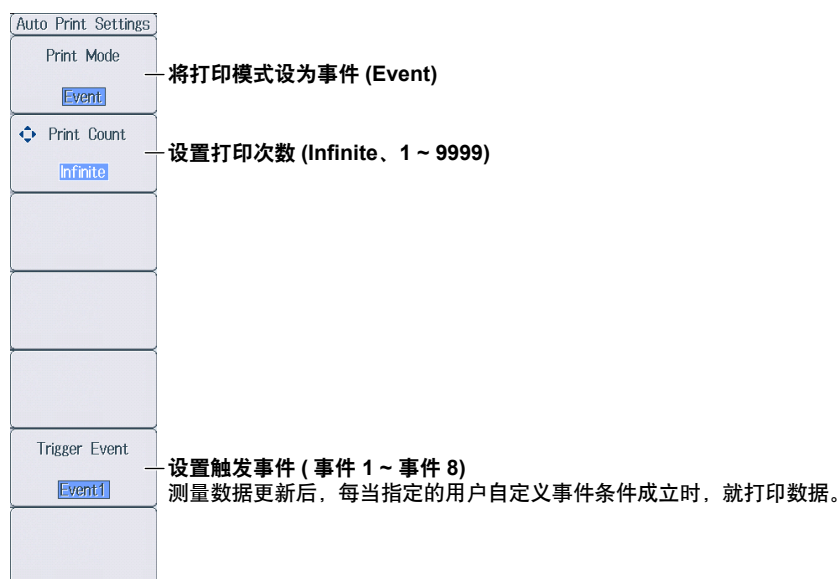 Auto Print Settings
Print Mode
Event
将打印模式设为事件 (Event)
Print Count
Infinite
设置打印次数 (Infinite、1 ~ 9999)
Trigger Event
Event1
设置触发事件 ( 事件 1 ~ 事件 8)
测量数据更新后，每当指定的用户自定义事件条件成立时，就打印数据。